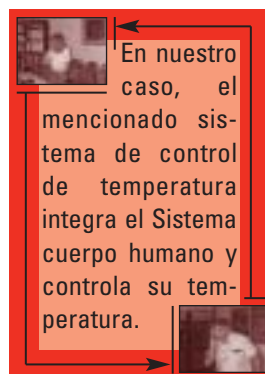 En nuestro
caso, el
mencionado sis-
tema de control
de temperatura
integra el Sistema
cuerpo humano y
controla su tem-
peratura.